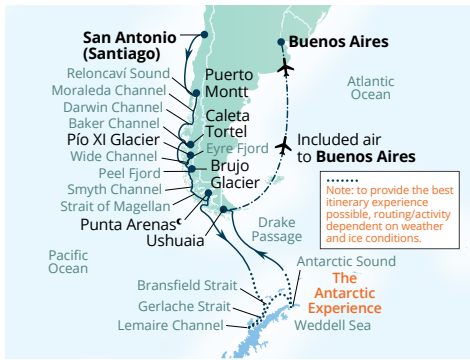 San Antonio
(Santiago)
Buenos Aires
Reloncaví Sound
Puerto
Montt
Moraleda Channel
Darwin Channel
Caleta
Tortel
Baker Channel
Pío XI Glacier
Eyre Fjord
Wide Channel
Brujo
Glacier
Peel Fjord
Smyth Channel
Strait of Magellan
Punta Arenas☾
Ushuaia
Atlantic
Ocean
Included air
to Buenos Aires
Note: to provide the best
itinerary experience
possible, routing/activity
dependent on weather
and ice conditions.
Drake
Passage
Pacific
Ocean
Antarctic Sound
The
Antarctic
Experience
Bransfield Strait
Gerlache Strait
Lemaire Channel
Weddell Sea